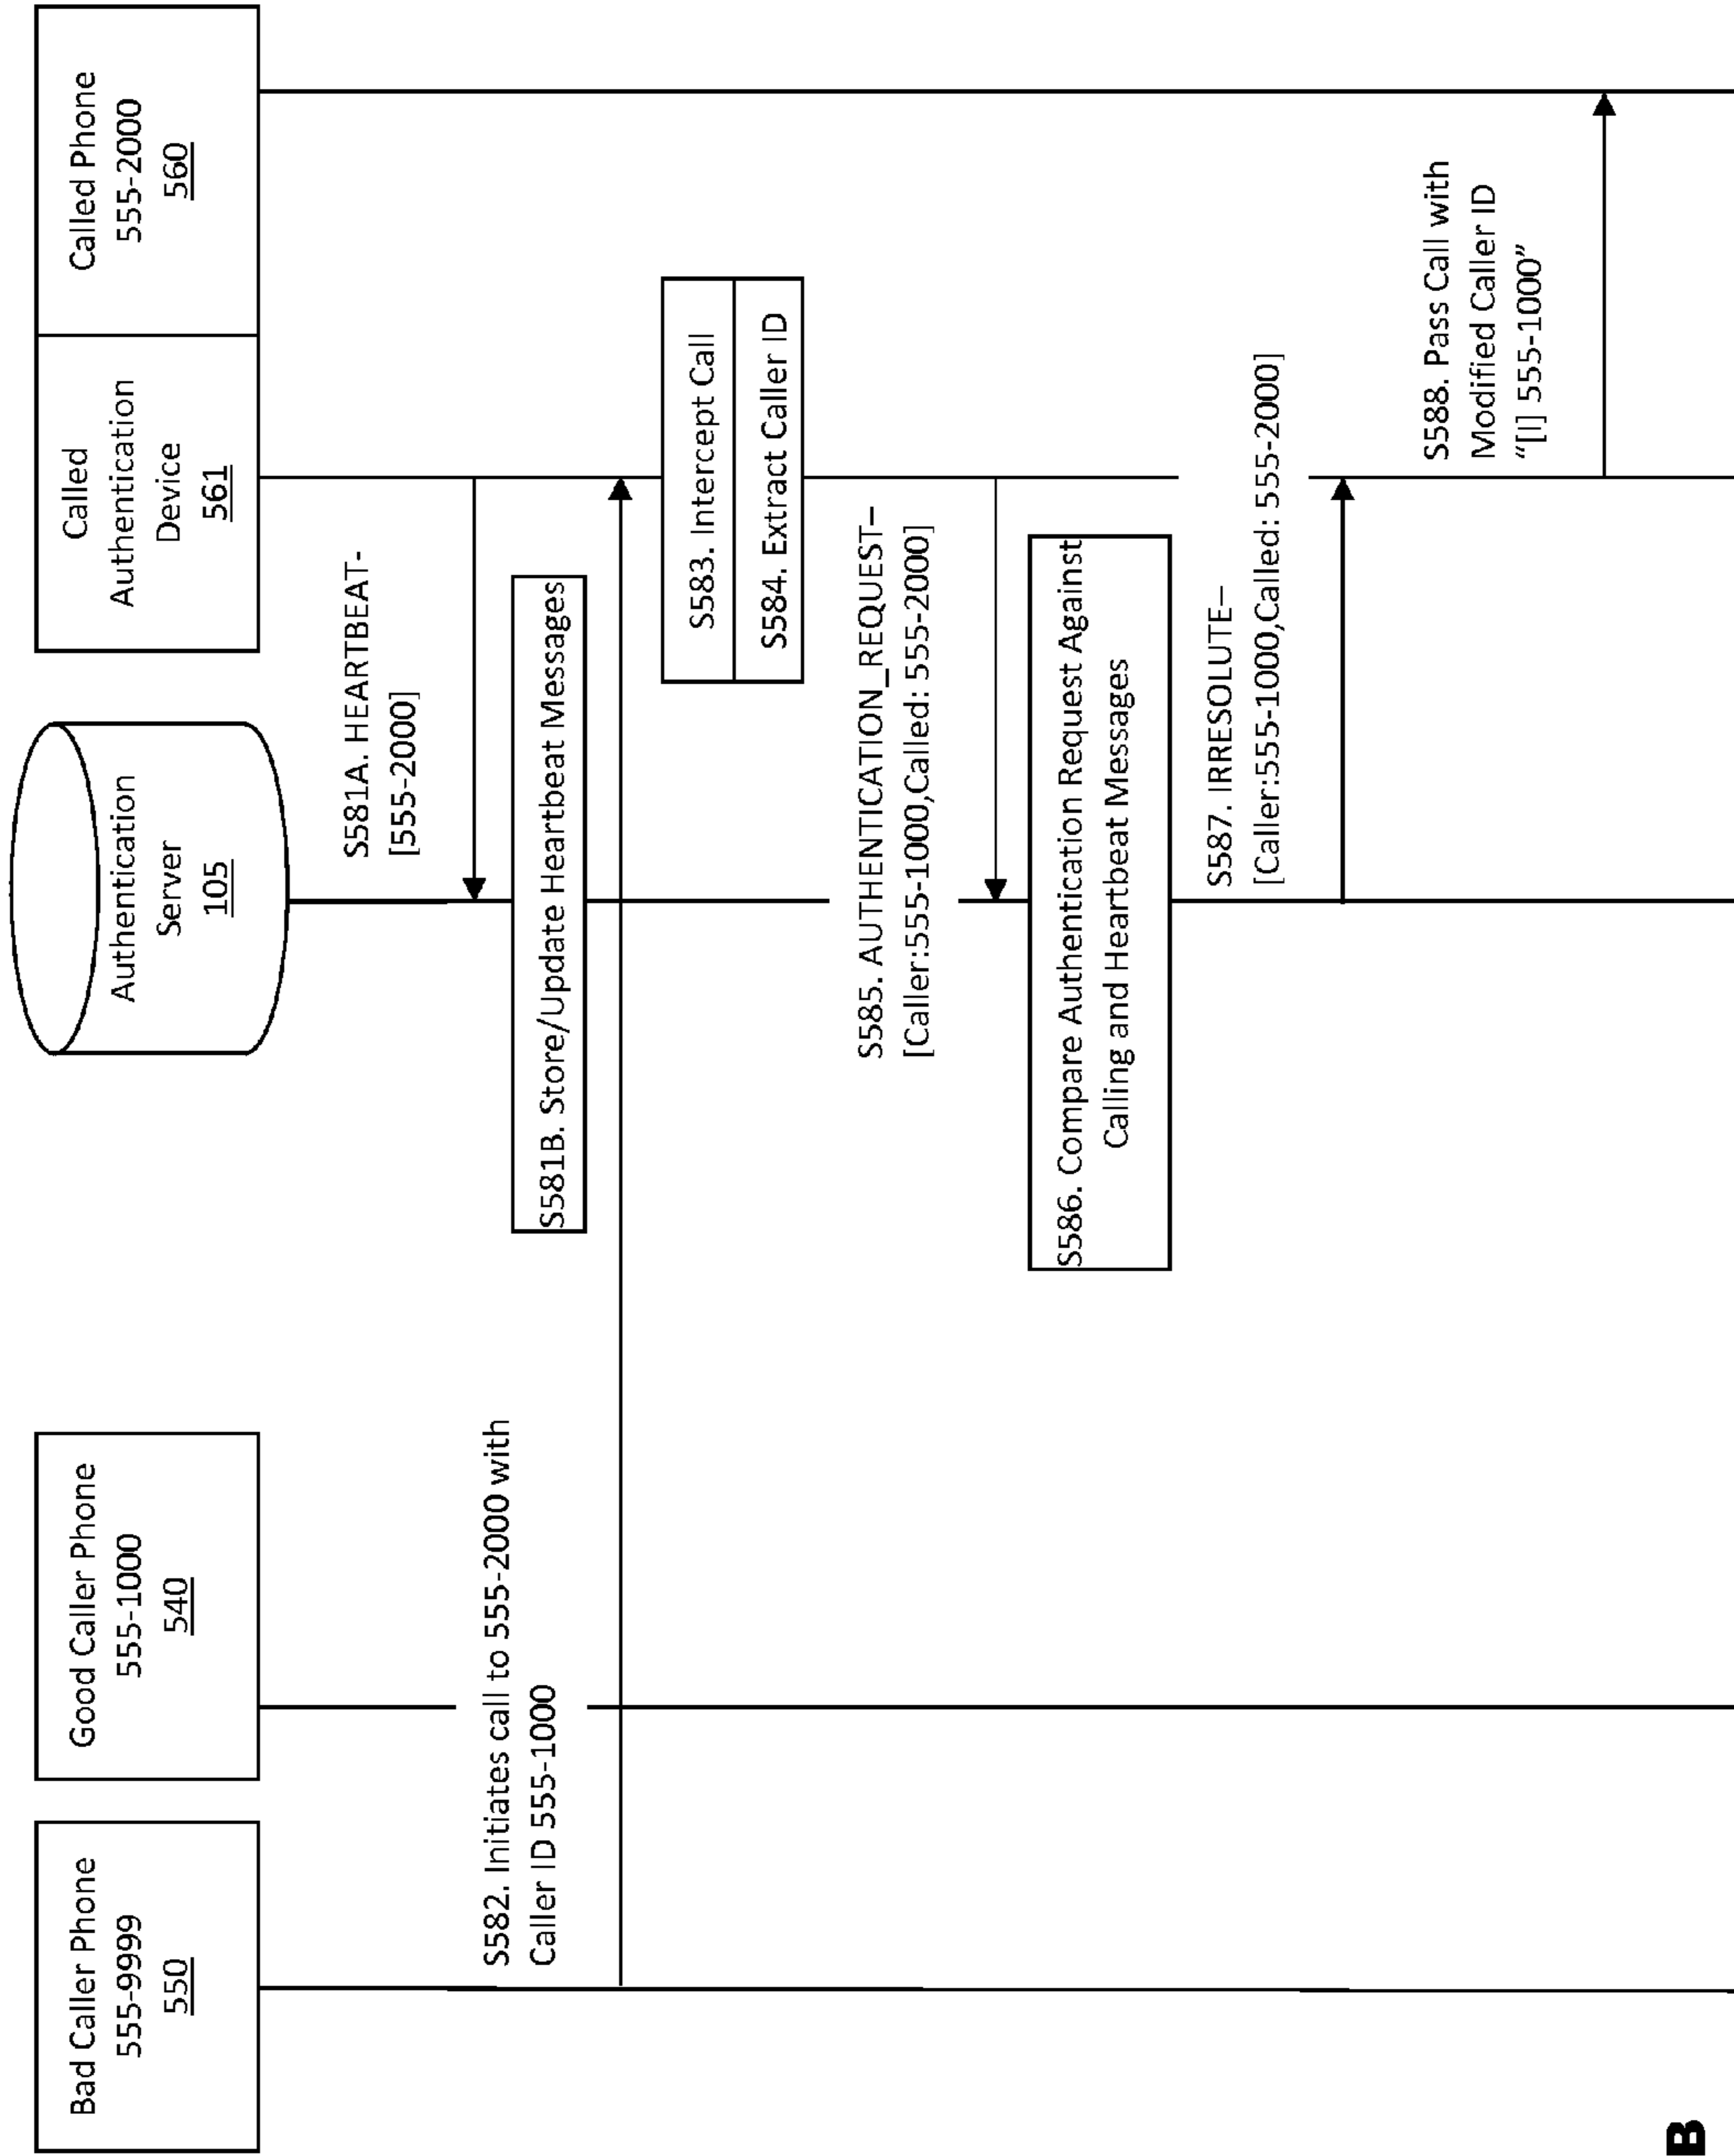 Bad Caller Phone
555-9999
550
Good Caller Phone
555-1000
540
Authentication
Server
105
Called
Authentication
Device
561
Called Phone
555-2000
560
S581A. HEARTBEAT-
[555-2000]
S581B. Store/Update Heartbeat Messages
S582. Initiates call to 555-2000 with
Caller ID 555-1000
S583. Intercept Call
S584. Extract Caller ID
S585. AUTHENTICATION_REQUEST–
[Caller:555-1000,Called: 555-2000]
S586. Compare Authentication Request Against
Calling and Heartbeat Messages
S587. IRRESOLUTE–
[Caller:555-1000,Called: 555-2000]
S588. Pass Call with
Modified Caller ID
“[I] 555-1000”
B